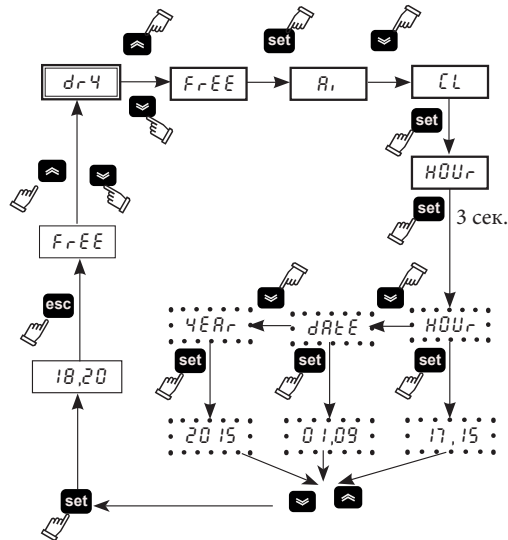 set
dr4 FrEE Ai CL
set
HOUr
set 3 сек.
FrEE
esc
YEAr dAtE HOUr
set set set
18,20
2015 01,09 17,15
set